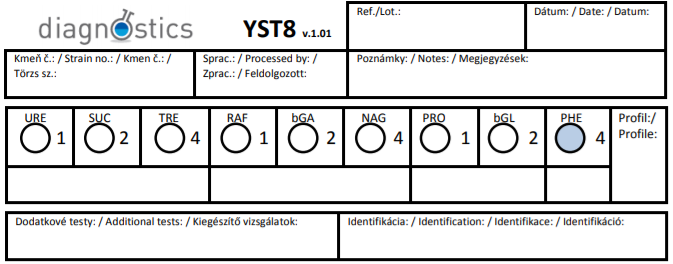 diagnostics
YST8 v.1.01
Ref./Lot.:
Dátum: / Date: / Datum:
Kmeň č.: / Strain no.: / Kmen č.: /
Törzs sz.:
Sprac.: / Processed by: /
Zprac.: / Feldolgozott:
Poznámky: / Notes: / Megjegyzések:
URE SUC TRE RAF bGA NAG PRO bGL PHE Profil:/
1 2 4 1 2 4 1 2 4 Profile:
Dodatkové testy: / Additional tests: / Kiegészítő vizsgálatok:
Identifikácia: / Identification: / Identifikace: / Identifikáció: